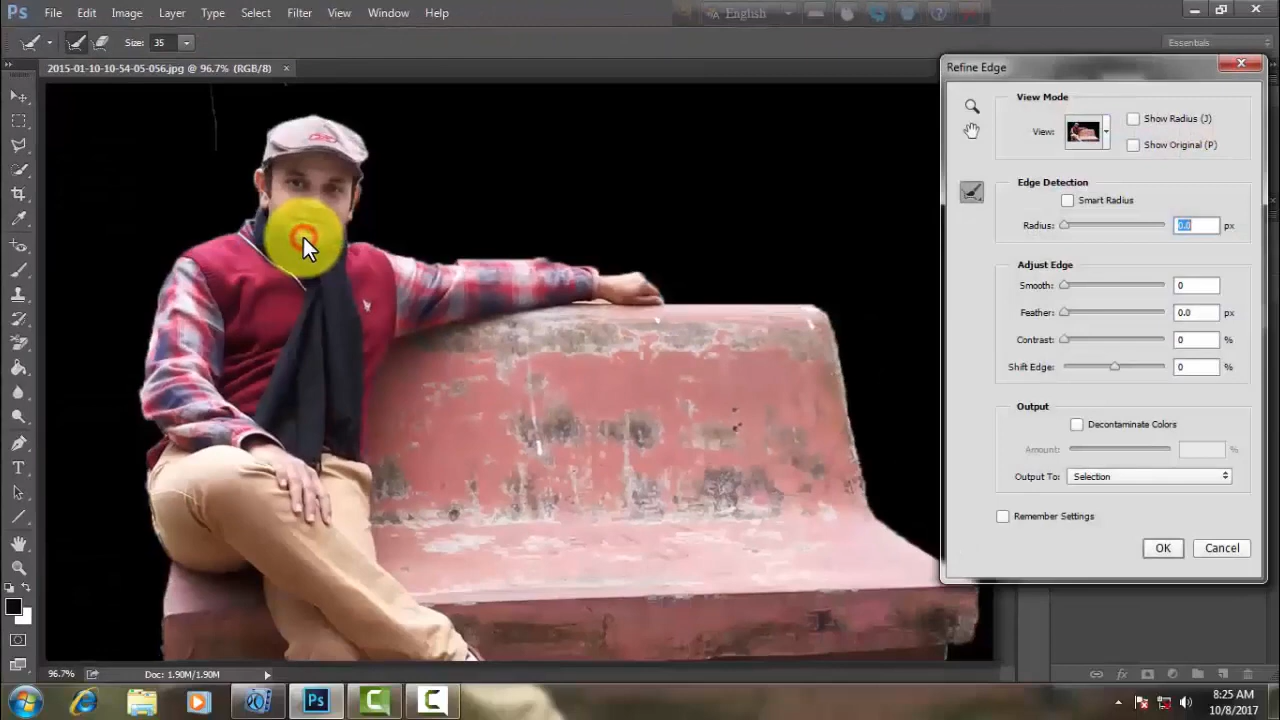 Ps File Edit Image Layer Type Select Filter View Window Help
English
Size: 35
Essentials
2015-01-10-10-54-05-056.jpg @ 96.7% (RGB/8) ×
Refine Edge
View Mode
View:
Show Radius (J)
Show Original (P)
Edge Detection
Smart Radius
Radius: 0.0 px
Adjust Edge
Smooth: 0
Feather: 0.0 px
Contrast: 0 %
Shift Edge: 0 %
Output
Decontaminate Colors
Amount: %
Output To: Selection
Remember Settings
OK Cancel
96.7% Doc: 1.90M/1.90M
fx
Ps
8:25 AM
10/8/2017